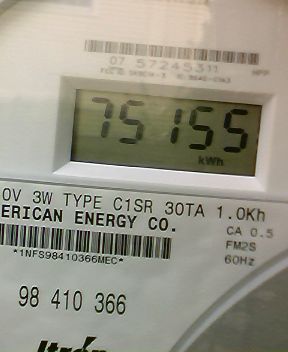 07 57245311
75155
kWh
0V 3W TYPE C1SR 30TA 1.0Kh
ERICAN ENERGY CO.
CA 0.5
FM2S
*1NFS98410366MEC*
60Hz
98 410 366
Itrón